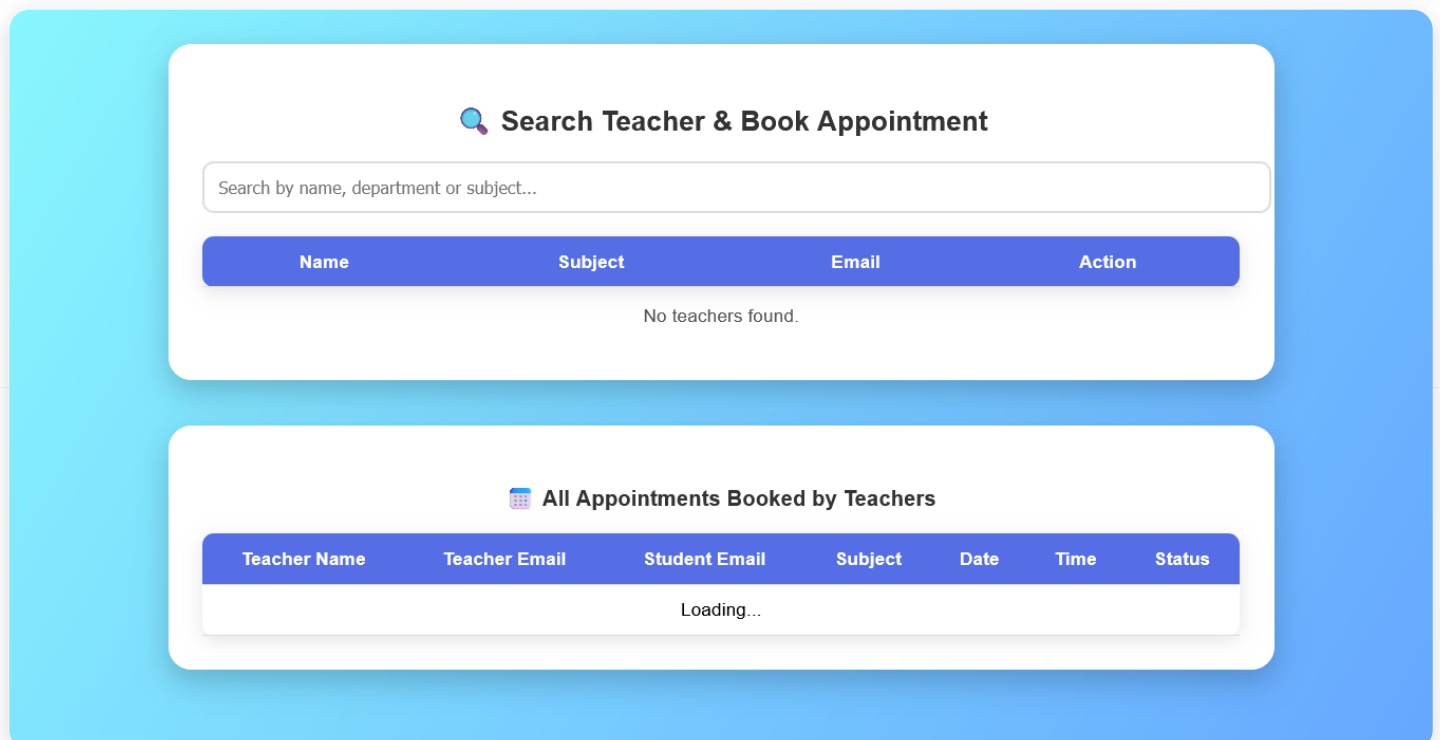 Search Teacher & Book Appointment
Search by name, department or subject...
Name Subject Email Action
No teachers found.
All Appointments Booked by Teachers
Teacher Name Teacher Email Student Email Subject Date Time Status
Loading...